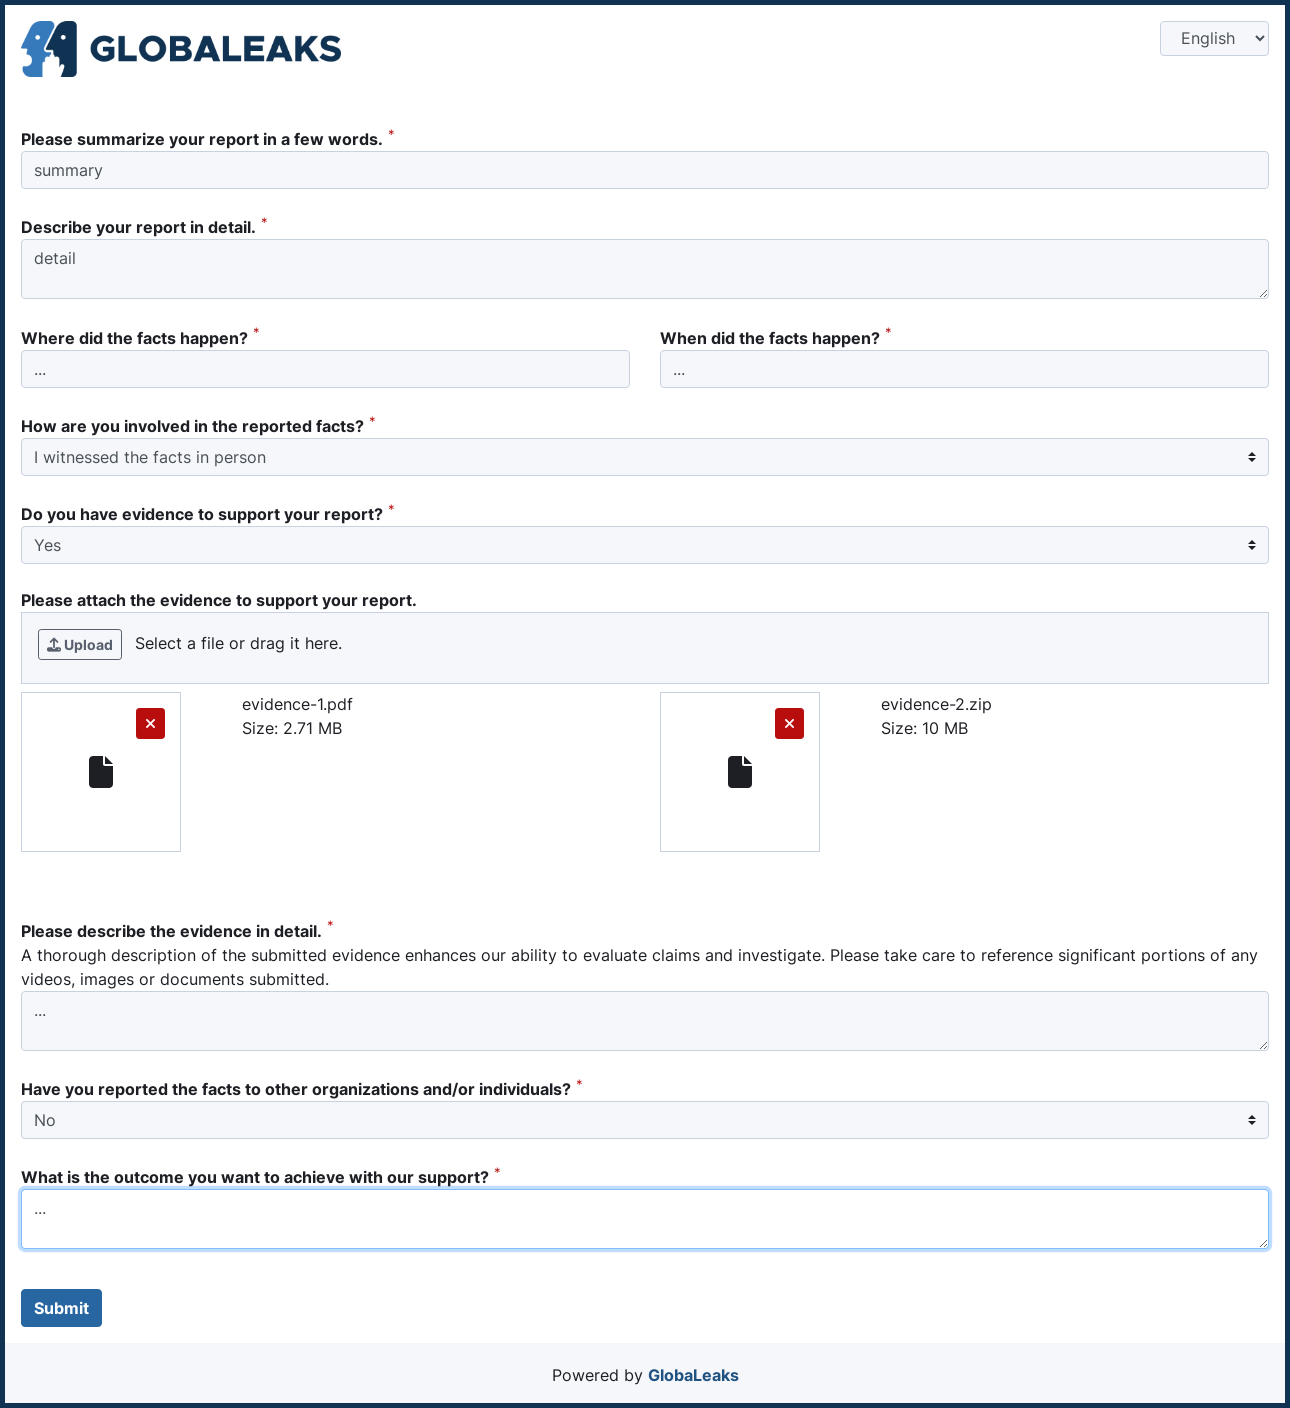 GLOBALEAKS
English
Please summarize your report in a few words. *
summary
Describe your report in detail. *
detail
Where did the facts happen? *
...
When did the facts happen? *
...
How are you involved in the reported facts? *
I witnessed the facts in person
Do you have evidence to support your report? *
Yes
Please attach the evidence to support your report.
Upload Select a file or drag it here.
evidence-1.pdf
Size: 2.71 MB
evidence-2.zip
Size: 10 MB
Please describe the evidence in detail. *
A thorough description of the submitted evidence enhances our ability to evaluate claims and investigate. Please take care to reference significant portions of any
videos, images or documents submitted.
...
Have you reported the facts to other organizations and/or individuals? *
No
What is the outcome you want to achieve with our support? *
...
Submit
Powered by GlobaLeaks